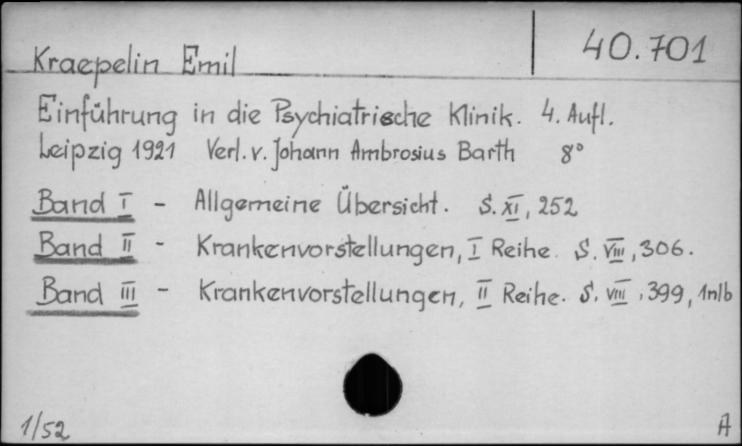 Kraepelin Emil
40.701
Einführung in die Psychiatrische Klinik. 4. Aufl.
Leipzig 1921 Verl. v. Johann Ambrosius Barth 8°
Band I - Allgemeine Übersicht. S. XI, 252
Band II - Krankenvorstellungen, I Reihe. S. VIII, 306.
Band III - Krankenvorstellungen, II Reihe. S. VIII, 399, 1nlb
1/52
A